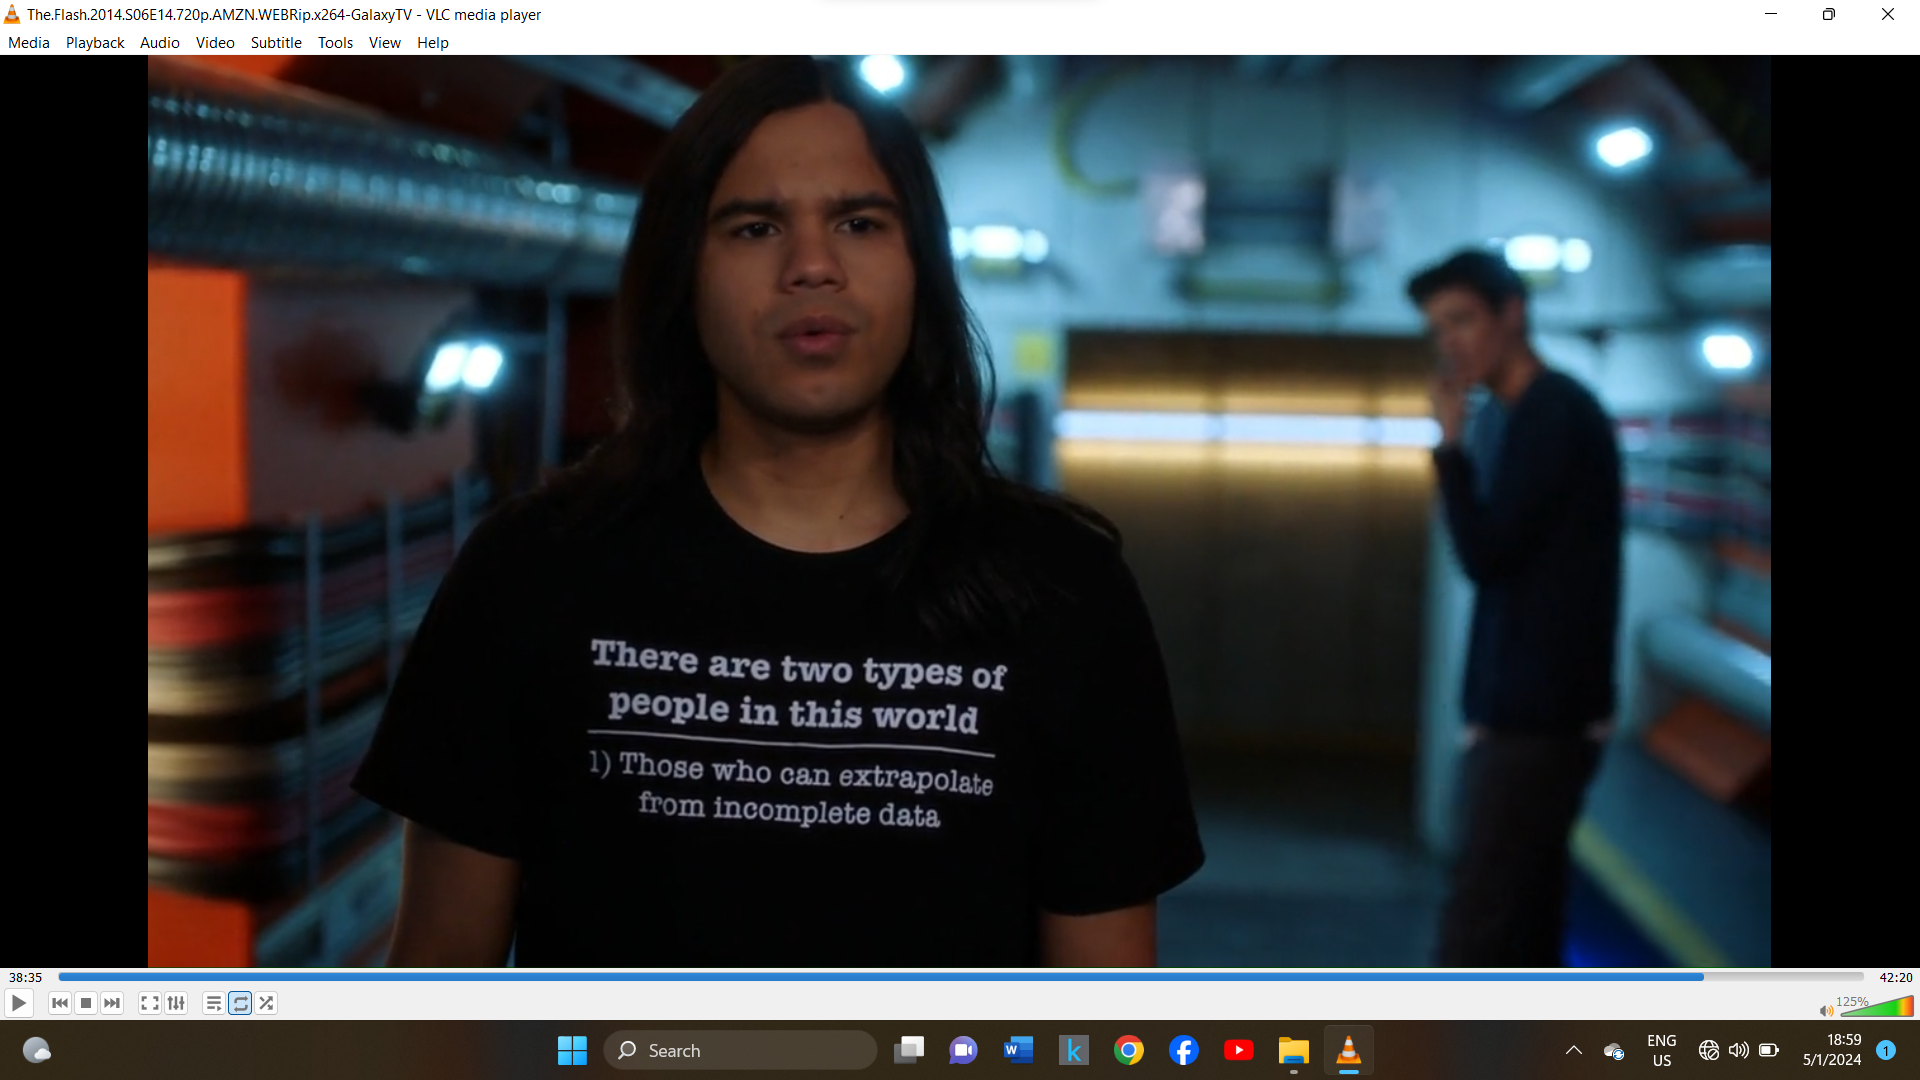 The.Flash.2014.S06E14.720p.AMZN.WEBRip.x264-GalaxyTV - VLC media player
Media Playback Audio Video Subtitle Tools View Help
There are two types of
people in this world
1) Those who can extrapolate
from incomplete data
38:35 42:20
125%
Search
ENG
US
18:59
5/1/2024
1
W
k